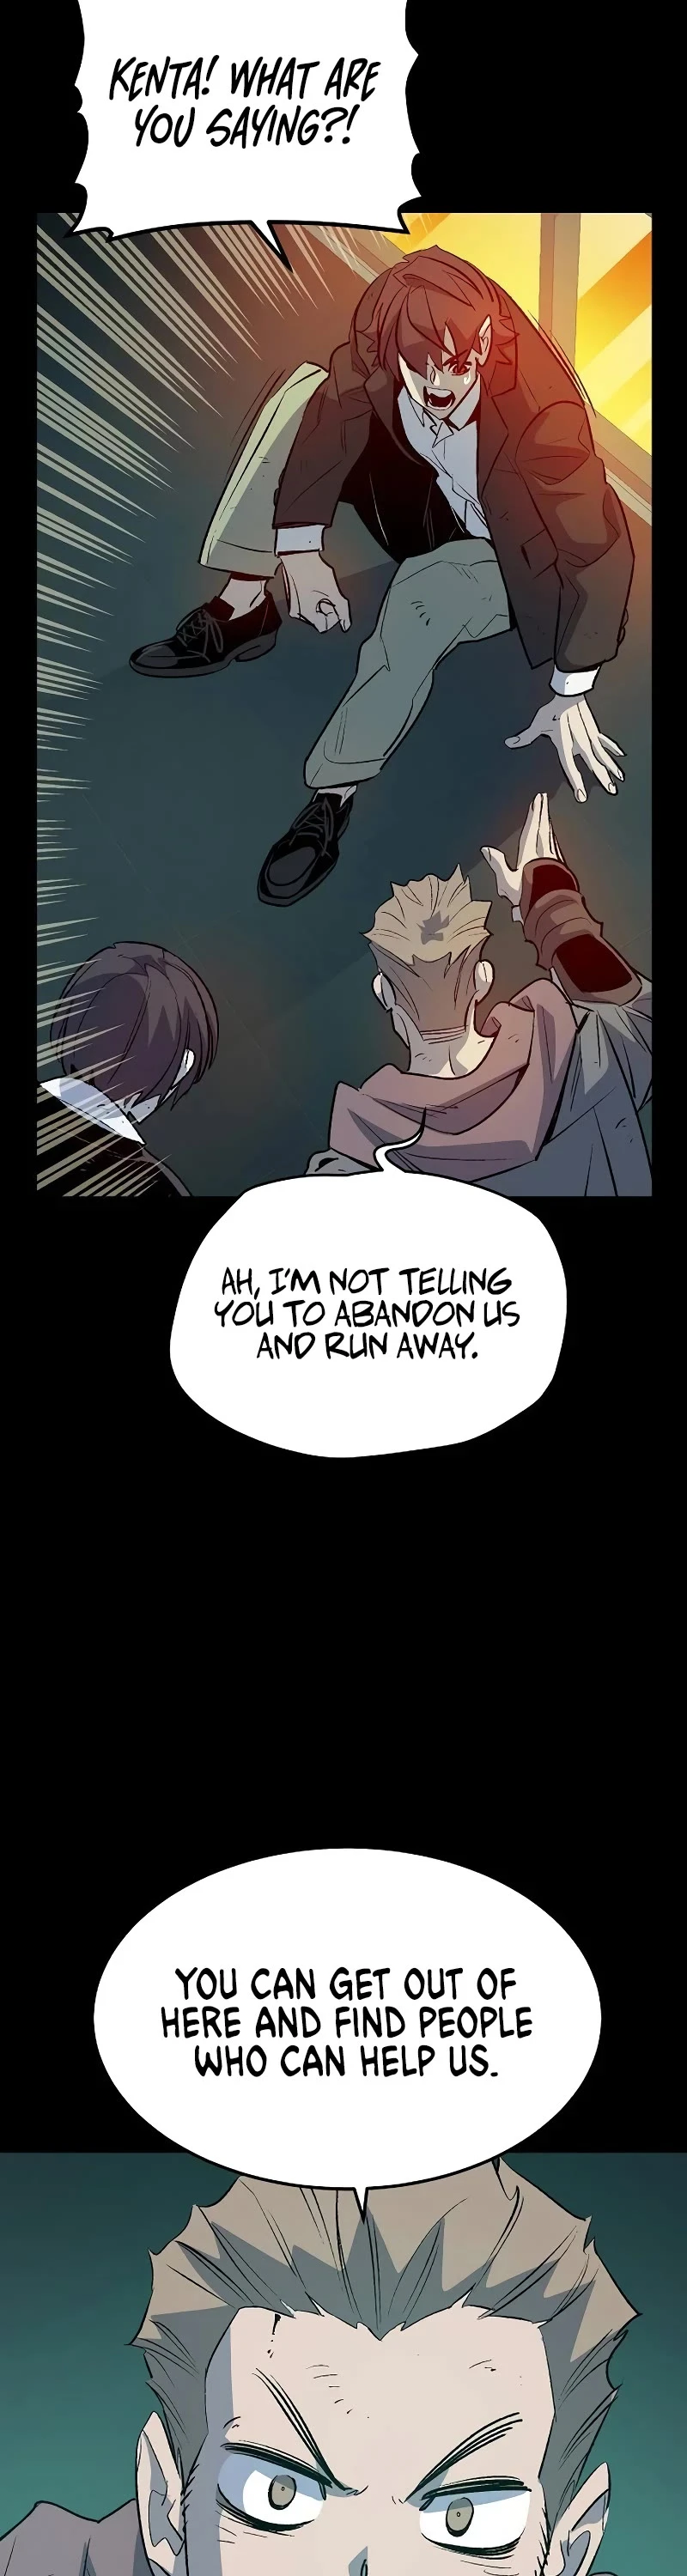 KENTA! WHAT ARE
YOU SAYING?!
AH, I'M NOT TELLING
YOU TO ABANDON US
AND RUN AWAY.
YOU CAN GET OUT OF
HERE AND FIND PEOPLE
WHO CAN HELP US.